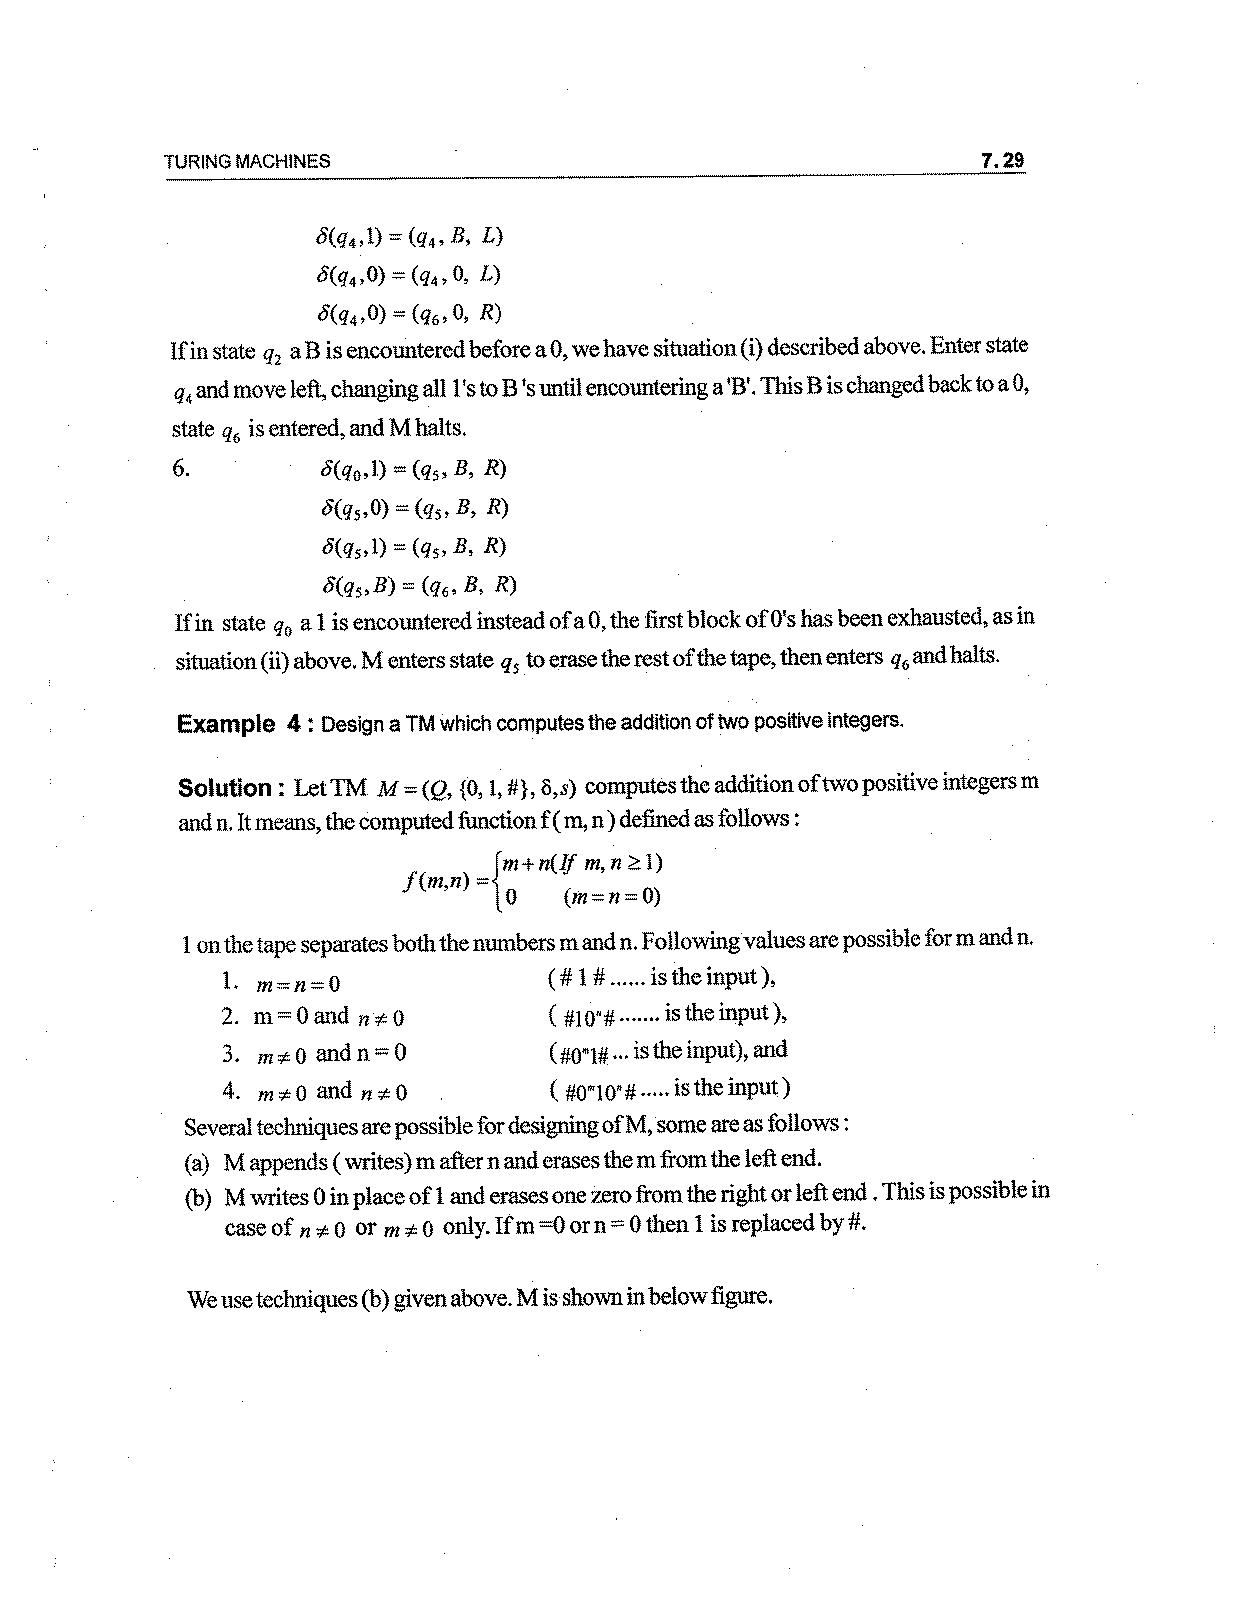 TURING MACHINES 7.29
δ(q₄,1) = (q₄, B, L)
δ(q₄,0) = (q₄, 0, L)
δ(q₄,0) = (q₆, 0, R)
If in state q₂ a B is encountered before a 0, we have situation (i) described above. Enter state
q₄ and move left, changing all 1's to B 's until encountering a 'B'. This B is changed back to a 0,
state q₆ is entered, and M halts.
6. δ(q₀,1) = (q₅, B, R)
δ(q₅,0) = (q₅, B, R)
δ(q₅,1) = (q₅, B, R)
δ(q₅,B) = (q₆, B, R)
If in state q₀ a 1 is encountered instead of a 0, the first block of 0's has been exhausted, as in
situation (ii) above. M enters state q₅ to erase the rest of the tape, then enters q₆ and halts.
Example 4 : Design a TM which computes the addition of two positive integers.
Solution : Let TM M = (Q, {0, 1, #}, δ,s) computes the addition of two positive integers m
and n. It means, the computed function f ( m, n ) defined as follows :
f(m,n) = { m + n(If m, n ≥ 1)
0 (m = n = 0)
1 on the tape separates both the numbers m and n. Following values are possible for m and n.
1. m = n = 0 ( # 1 # ...... is the input ),
2. m = 0 and n ≠ 0 ( #10ⁿ# ....... is the input ),
3. m ≠ 0 and n = 0 (#0ᵐ1# ... is the input), and
4. m ≠ 0 and n ≠ 0 ( #0ᵐ10ⁿ# ..... is the input )
Several techniques are possible for designing of M, some are as follows :
(a) M appends ( writes) m after n and erases the m from the left end.
(b) M writes 0 in place of 1 and erases one zero from the right or left end . This is possible in
case of n ≠ 0 or m ≠ 0 only. If m =0 or n = 0 then 1 is replaced by #.
We use techniques (b) given above. M is shown in below figure.